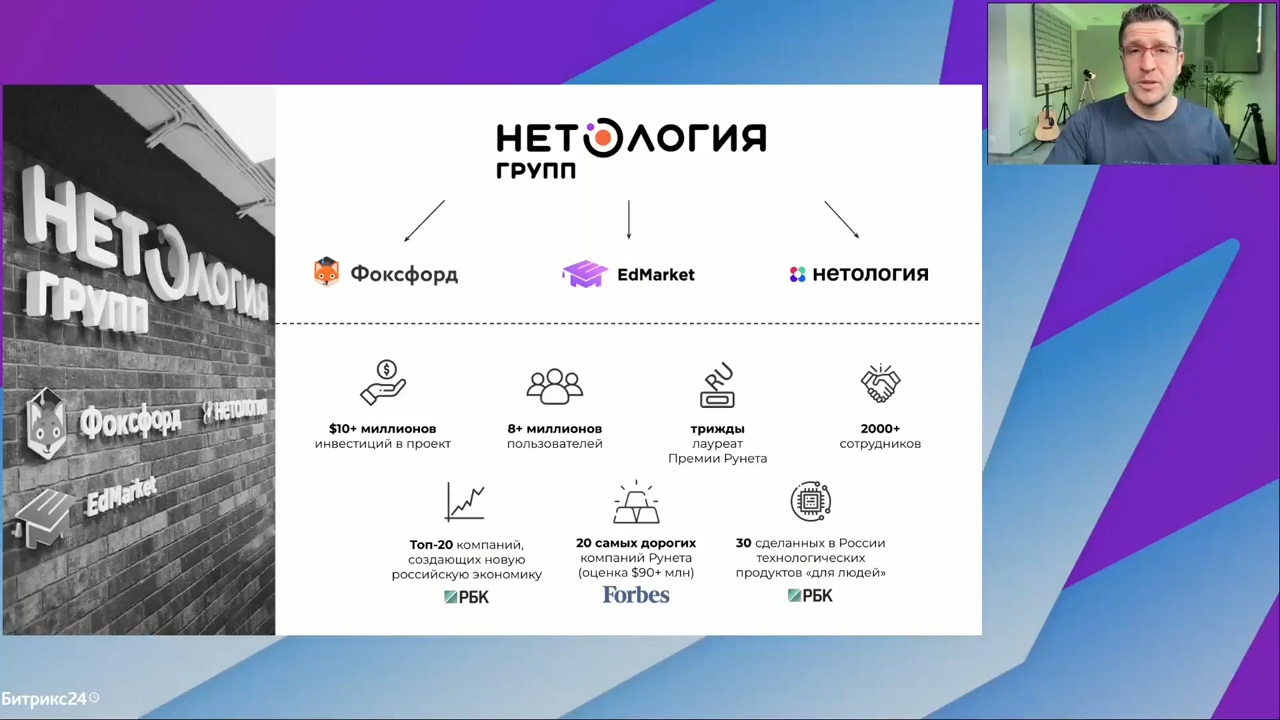 НЕТОЛОГИЯ
ГРУПП
Фоксфорд
EdMarket
нетология
НЕТОЛОГИЯ
ГРУПП
Фоксфорд
нетология
EdMarket
$10+ миллионов
инвестиций в проект
8+ миллионов
пользователей
RU
трижды
лауреат
Премии Рунета
2000+
сотрудников
Топ-20 компаний,
создающих новую
российскую экономику
РБК
20 самых дорогих
компаний Рунета
(оценка $90+ млн)
Forbes
30 сделанных в России
технологических
продуктов «для людей»
РБК
Битрикс24